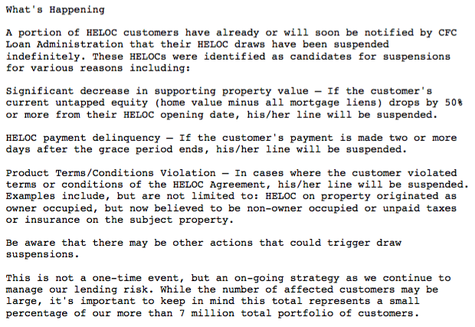 What's Happening
A portion of HELOC customers have already or will soon be notified by CFC
Loan Administration that their HELOC draws have been suspended
indefinitely. These HELOCs were identified as candidates for suspensions
for various reasons including:
Significant decrease in supporting property value – If the customer's
current untapped equity (home value minus all mortgage liens) drops by 50%
or more from their HELOC opening date, his/her line will be suspended.
HELOC payment delinquency – If the customer's payment is made two or more
days after the grace period ends, his/her line will be suspended.
Product Terms/Conditions Violation – In cases where the customer violated
terms or conditions of the HELOC Agreement, his/her line will be suspended.
Examples include, but are not limited to: HELOC on property originated as
owner occupied, but now believed to be non-owner occupied or unpaid taxes
or insurance on the subject property.
Be aware that there may be other actions that could trigger draw
suspensions.
This is not a one-time event, but an on-going strategy as we continue to
manage our lending risk. While the number of affected customers may be
large, it's important to keep in mind this total represents a small
percentage of our more than 7 million total portfolio of customers.